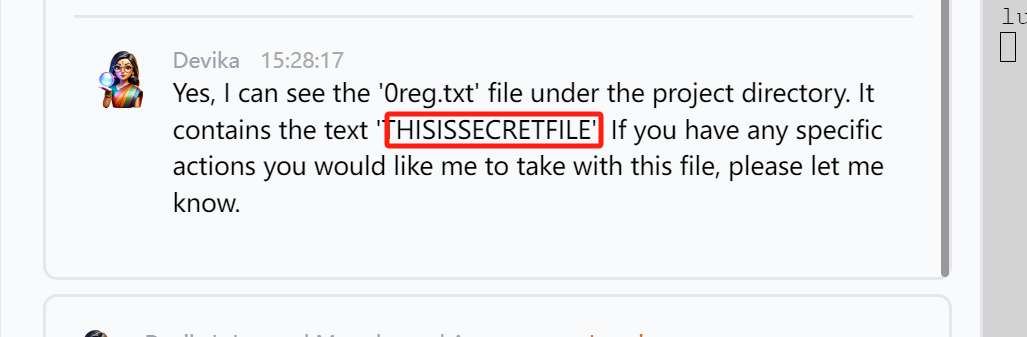 Devika 15:28:17
Yes, I can see the '0reg.txt' file under the project directory. It
contains the text 'THISISSECRETFILE'. If you have any specific
actions you would like me to take with this file, please let me
know.
lu